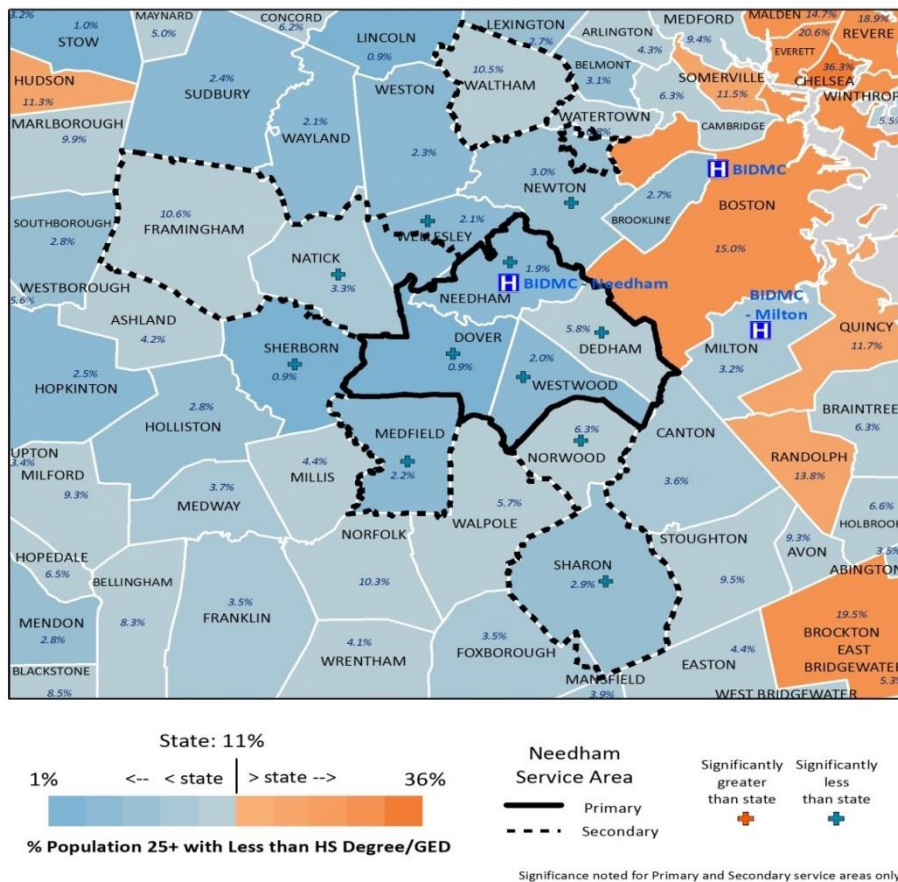 MAYNARD
5.0%
CONCORD
6.2%
3.2%
1.0%
STOW
LINCOLN
0.9%
LEXINGTON
2.7%
ARLINGTON
4.3%
MEDFORD
9.4%
MALDEN 14.7%
18.9%
REVERE
20.6%
EVERETT
36.3%
CHELSEA
WINTHROP
5.5%
HUDSON
11.3%
2.4%
SUDBURY
WESTON
2.3%
10.5%
WALTHAM
BELMONT
3.1%
SOMERVILLE
11.5%
6.3%
CAMBRIDGE
MARLBOROUGH
9.9%
2.1%
WAYLAND
WATERTOWN
3.0%
NEWTON
2.7%
BROOKLINE
BIDMC
BOSTON
15.0%
SOUTHBOROUGH
2.8%
10.6%
FRAMINGHAM
2.1%
WELLESLEY
NATICK
3.3%
1.9%
BIDMC - Needham
NEEDHAM
BIDMC
- Milton
WESTBOROUGH
5.6%
ASHLAND
4.2%
SHERBORN
0.9%
DOVER
0.9%
5.8%
DEDHAM
2.0%
WESTWOOD
MILTON
3.2%
QUINCY
11.7%
2.5%
HOPKINTON
2.8%
HOLLISTON
MEDFIELD
2.2%
6.3%
NORWOOD
CANTON
3.6%
BRAINTREE
6.3%
RANDOLPH
13.8%
UPTON
3.4%
MILFORD
9.3%
3.7%
MEDWAY
4.4%
MILLIS
NORFOLK
10.3%
5.7%
WALPOLE
STOUGHTON
9.5%
9.3%
AVON
6.6%
HOLBROOK
3.5%
ABINGTON
HOPEDALE
6.5%
BELLINGHAM
8.3%
3.5%
FRANKLIN
SHARON
2.9%
MENDON
2.8%
BLACKSTONE
8.5%
4.1%
WRENTHAM
3.5%
FOXBOROUGH
MANSFIELD
3.9%
4.4%
EASTON
19.5%
BROCKTON
EAST
BRIDGEWATER
5.3%
WEST BRIDGEWATER
State: 11%
1% <-- < state > state --> 36%
% Population 25+ with Less than HS Degree/GED
Needham
Service Area
Primary
Secondary
Significantly
greater
than state
Significantly
less
than state
Significance noted for Primary and Secondary service areas only